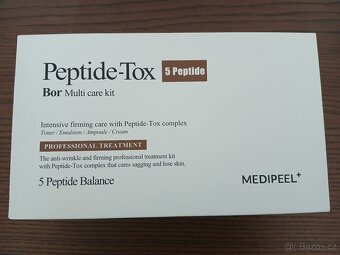 Peptide-Tox 5 Peptide
Bor Multi care kit
Intensive firming care with Peptide-Tox complex
Toner / Emulsion / Ampoule / Cream
PROFESSIONAL TREATMENT
The anti-wrinkle and firming professional treatment kit
with Peptide-Tox complex that cares sagging and lose skin.
5 Peptide Balance
MEDIPEEL+
Bazoš.cz